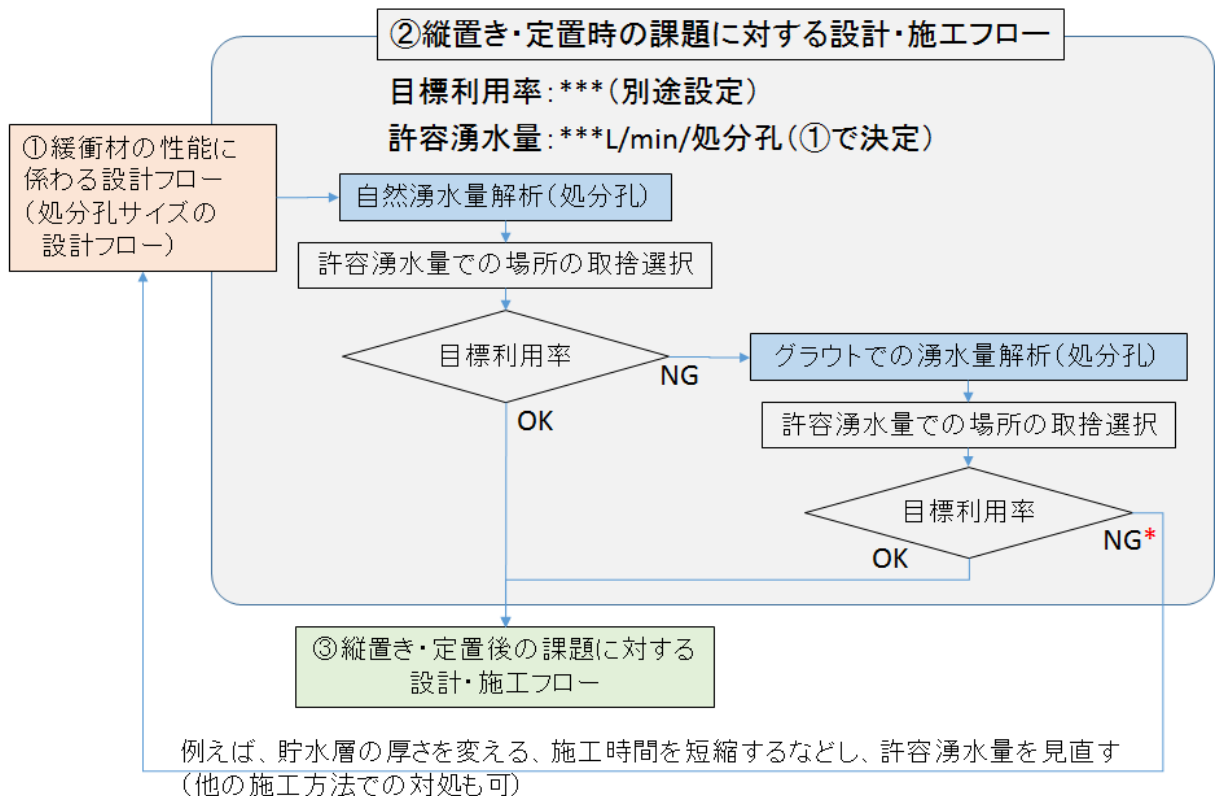 ②縦置き・定置時の課題に対する設計・施工フロー
目標利用率：***（別途設定）
許容湧水量：***L/min/処分孔（①で決定）
①緩衝材の性能に
係わる設計フロー
（処分孔サイズの
設計フロー）
自然湧水量解析（処分孔）
許容湧水量での場所の取捨選択
目標利用率
NG
OK
グラウトでの湧水量解析（処分孔）
許容湧水量での場所の取捨選択
目標利用率
NG*
OK
③縦置き・定置後の課題に対する
設計・施工フロー
例えば、貯水層の厚さを変える、施工時間を短縮するなどし、許容湧水量を見直す
（他の施工方法での対処も可）